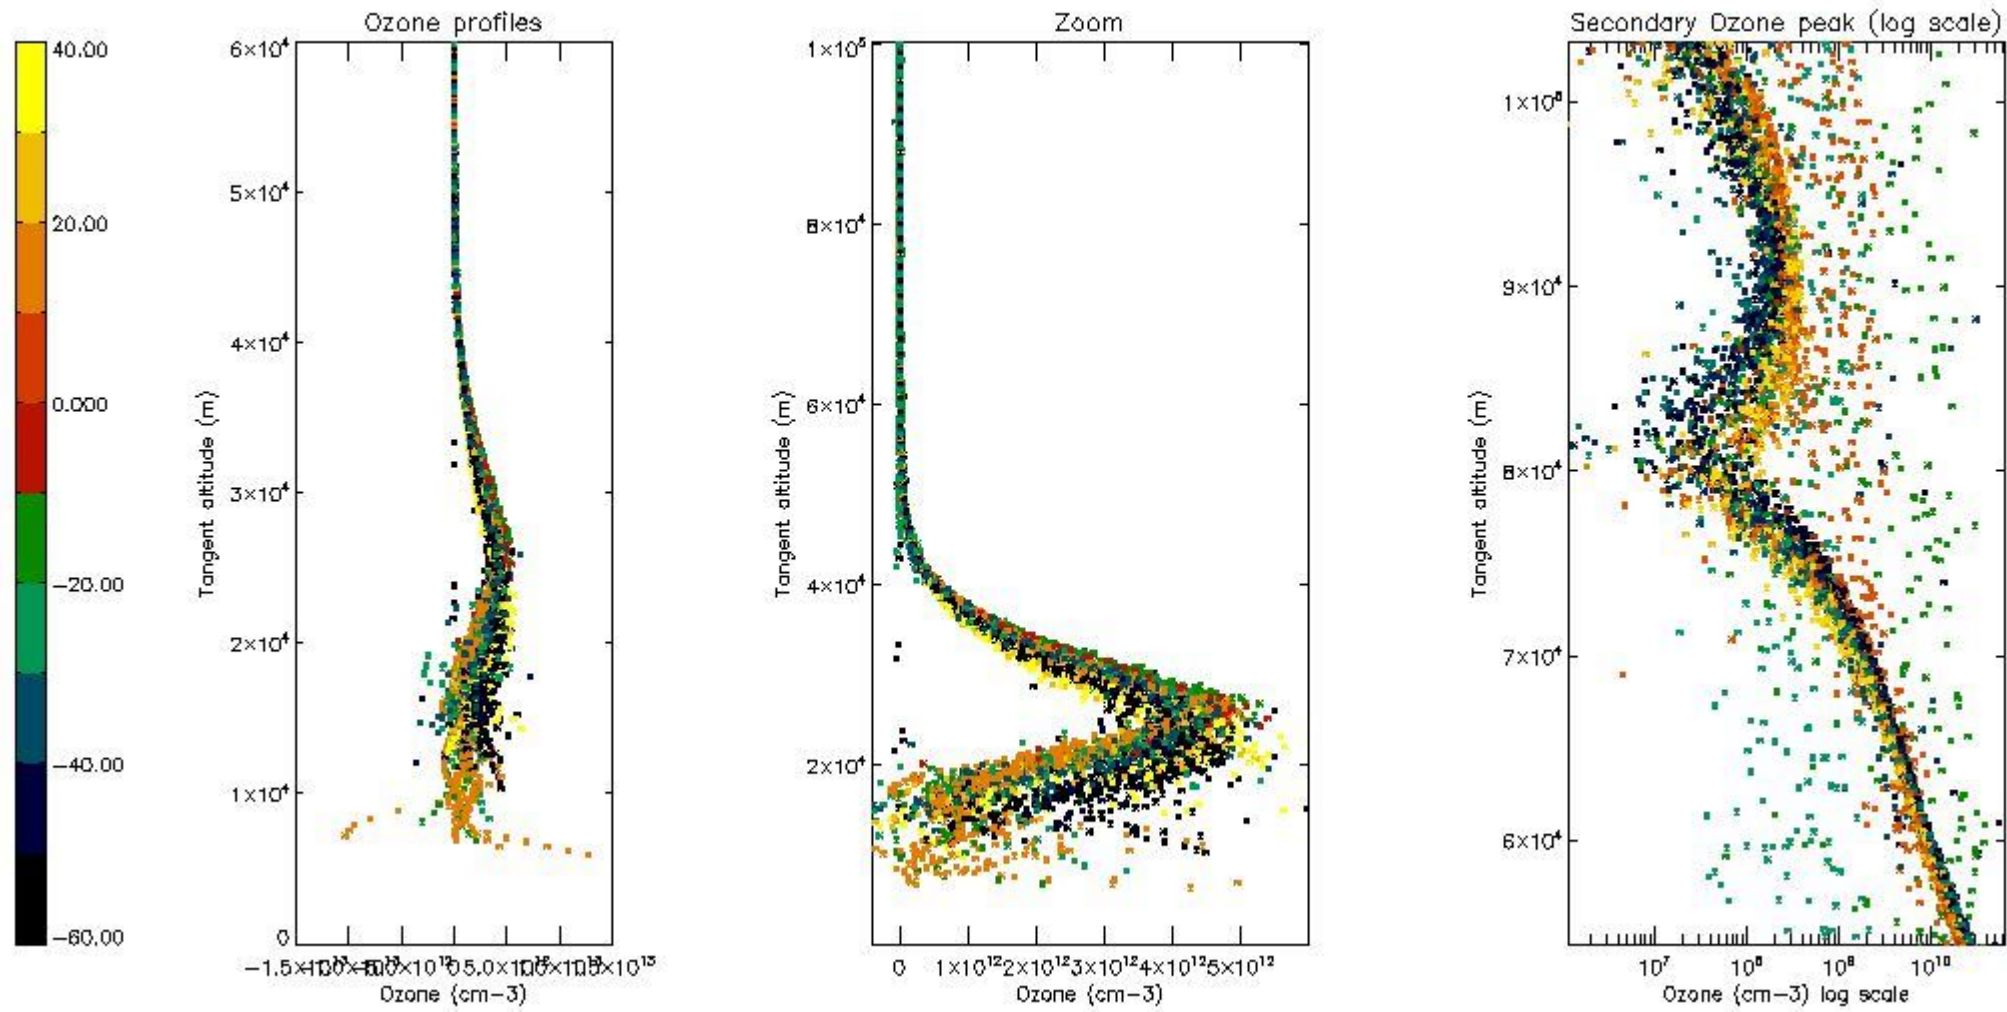 Ozone profiles
Zoom
Secondary Ozone peak (log scale)
40.00
20.00
0.000
−20.00
−40.00
−60.00
6×10⁴
5×10⁴
4×10⁴
3×10⁴
2×10⁴
1×10⁴
0
Tangent altitude (m)
Ozone (cm−3)
1×10⁵
8×10⁴
6×10⁴
4×10⁴
2×10⁴
Tangent altitude (m)
0 1×10¹² 2×10¹² 3×10¹² 4×10¹² 5×10¹²
Ozone (cm−3)
1×10⁵
9×10⁴
8×10⁴
7×10⁴
6×10⁴
Tangent altitude (m)
10⁷ 10⁸ 10⁹ 10¹⁰
Ozone (cm−3) log scale